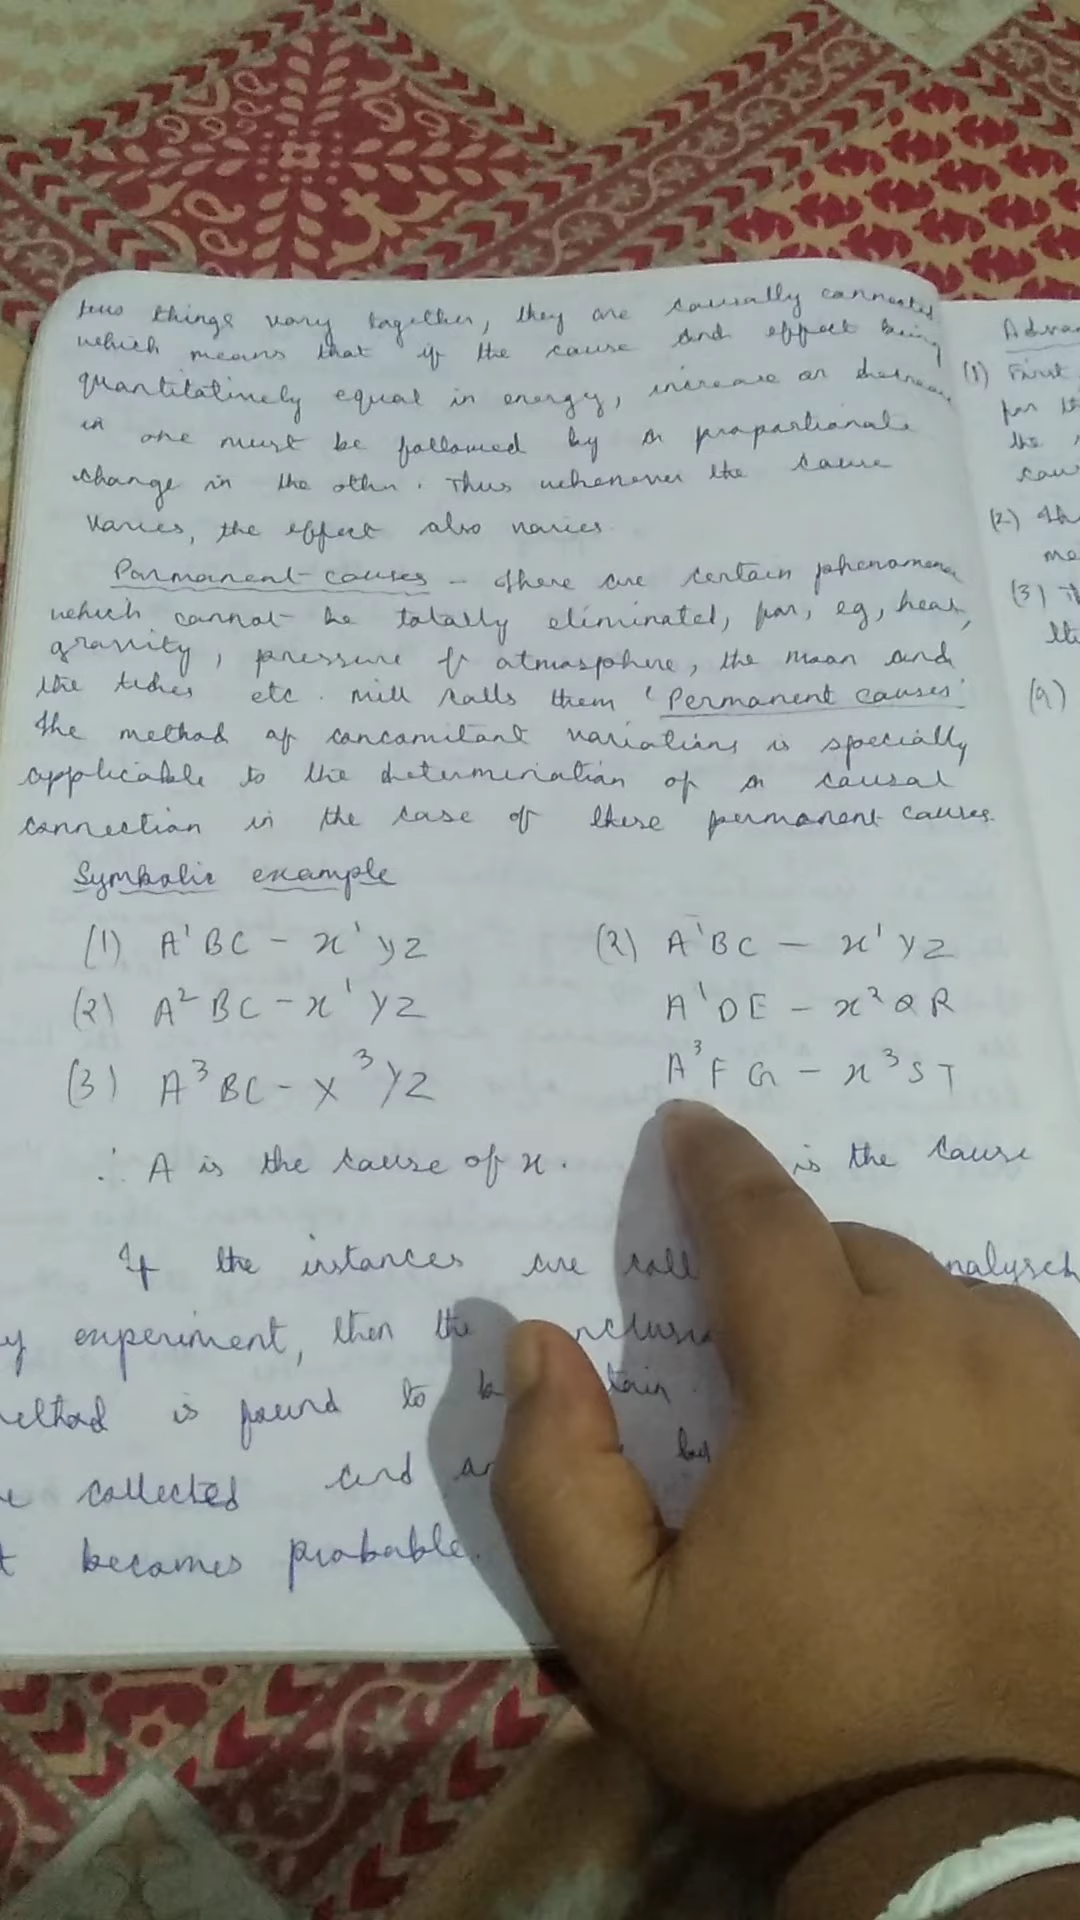 two things vary together, they are causally connected
which means that if the cause and effect being
quantitatively equal in energy, increase or decrease
in one must be followed by a proportionate
change in the other. Thus whenever the cause
varies, the effect also varies.
Parmanent causes - There are certain phenomena
which cannot be totally eliminated, for, eg, heat,
gravity, pressure of atmosphere, the moon and
the tides etc. Mill calls them 'Permanent causes'
The method of concomitant variations is specially
applicable to the determination of a causal
connection in the case of these permanent causes.
Symbolic example
(1) A¹BC - x¹yz
(2) A²BC - x¹yz
(3) A³BC - X³yz
∴ A is the cause of x.
(2) A¹BC - x¹yz
A¹DE - x²QR
A³FG - x³ST
is the cause
If the instances are
experiment, then the
is found to
collected and
becomes probable.
(1) First
the
(2)
(3)